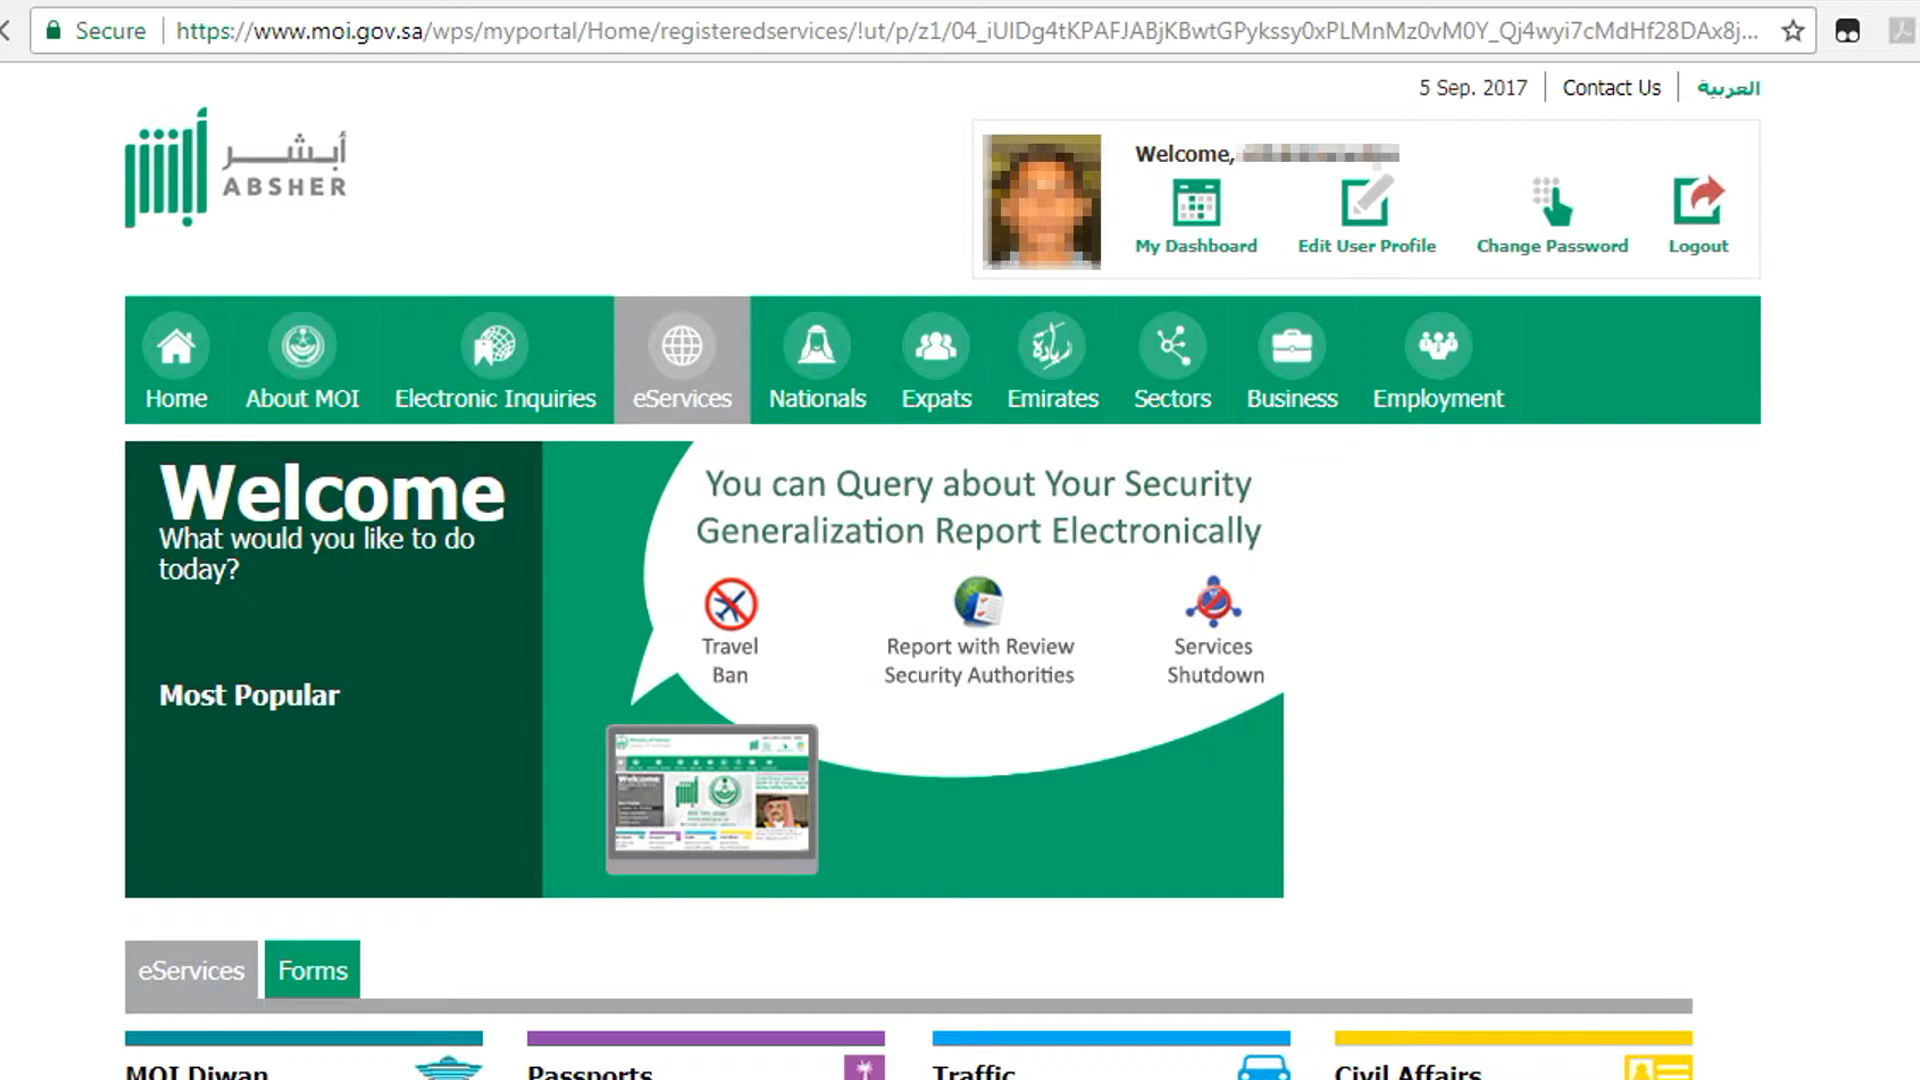 Secure
https://www.moi.gov.sa/wps/myportal/Home/registeredservices/!ut/p/z1/04_iUlDg4tKPAFJABjKBwtGPykssy0xPLMnMz0vM0Y_Qj4wyi7cMdHf28DAx8j...
5 Sep. 2017
Contact Us
العربية
أبشر
أبشر
ABSHER
Welcome,
My Dashboard
Edit User Profile
Change Password
Logout
Home
About MOI
Electronic Inquiries
eServices
Nationals
Expats
Emirates
Sectors
Business
Employment
Welcome
What would you like to do
today?
Most Popular
You can Query about Your Security
Generalization Report Electronically
Travel
Ban
Report with Review
Security Authorities
Services
Shutdown
Welcome
eServices
Forms
MOI Diwan
Passports
Traffic
Civil Affairs